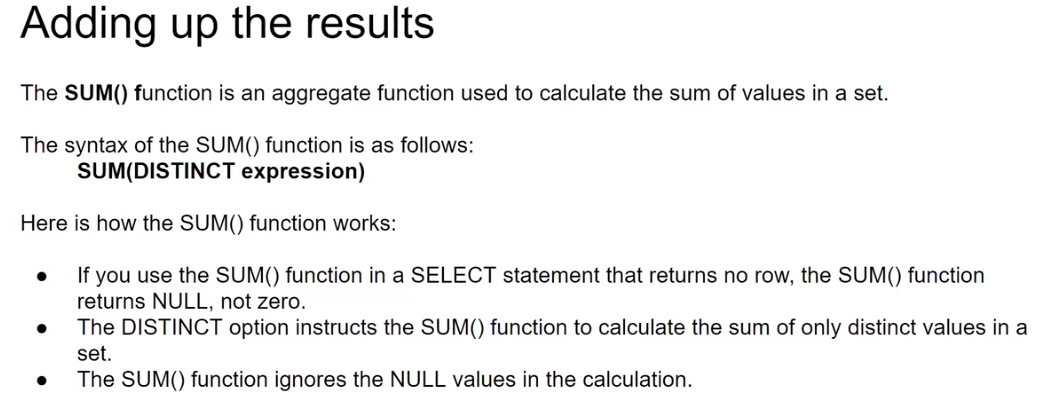 Adding up the results
The SUM() function is an aggregate function used to calculate the sum of values in a set.
The syntax of the SUM() function is as follows:
SUM(DISTINCT expression)
Here is how the SUM() function works:
● If you use the SUM() function in a SELECT statement that returns no row, the SUM() function
returns NULL, not zero.
● The DISTINCT option instructs the SUM() function to calculate the sum of only distinct values in a
set.
● The SUM() function ignores the NULL values in the calculation.